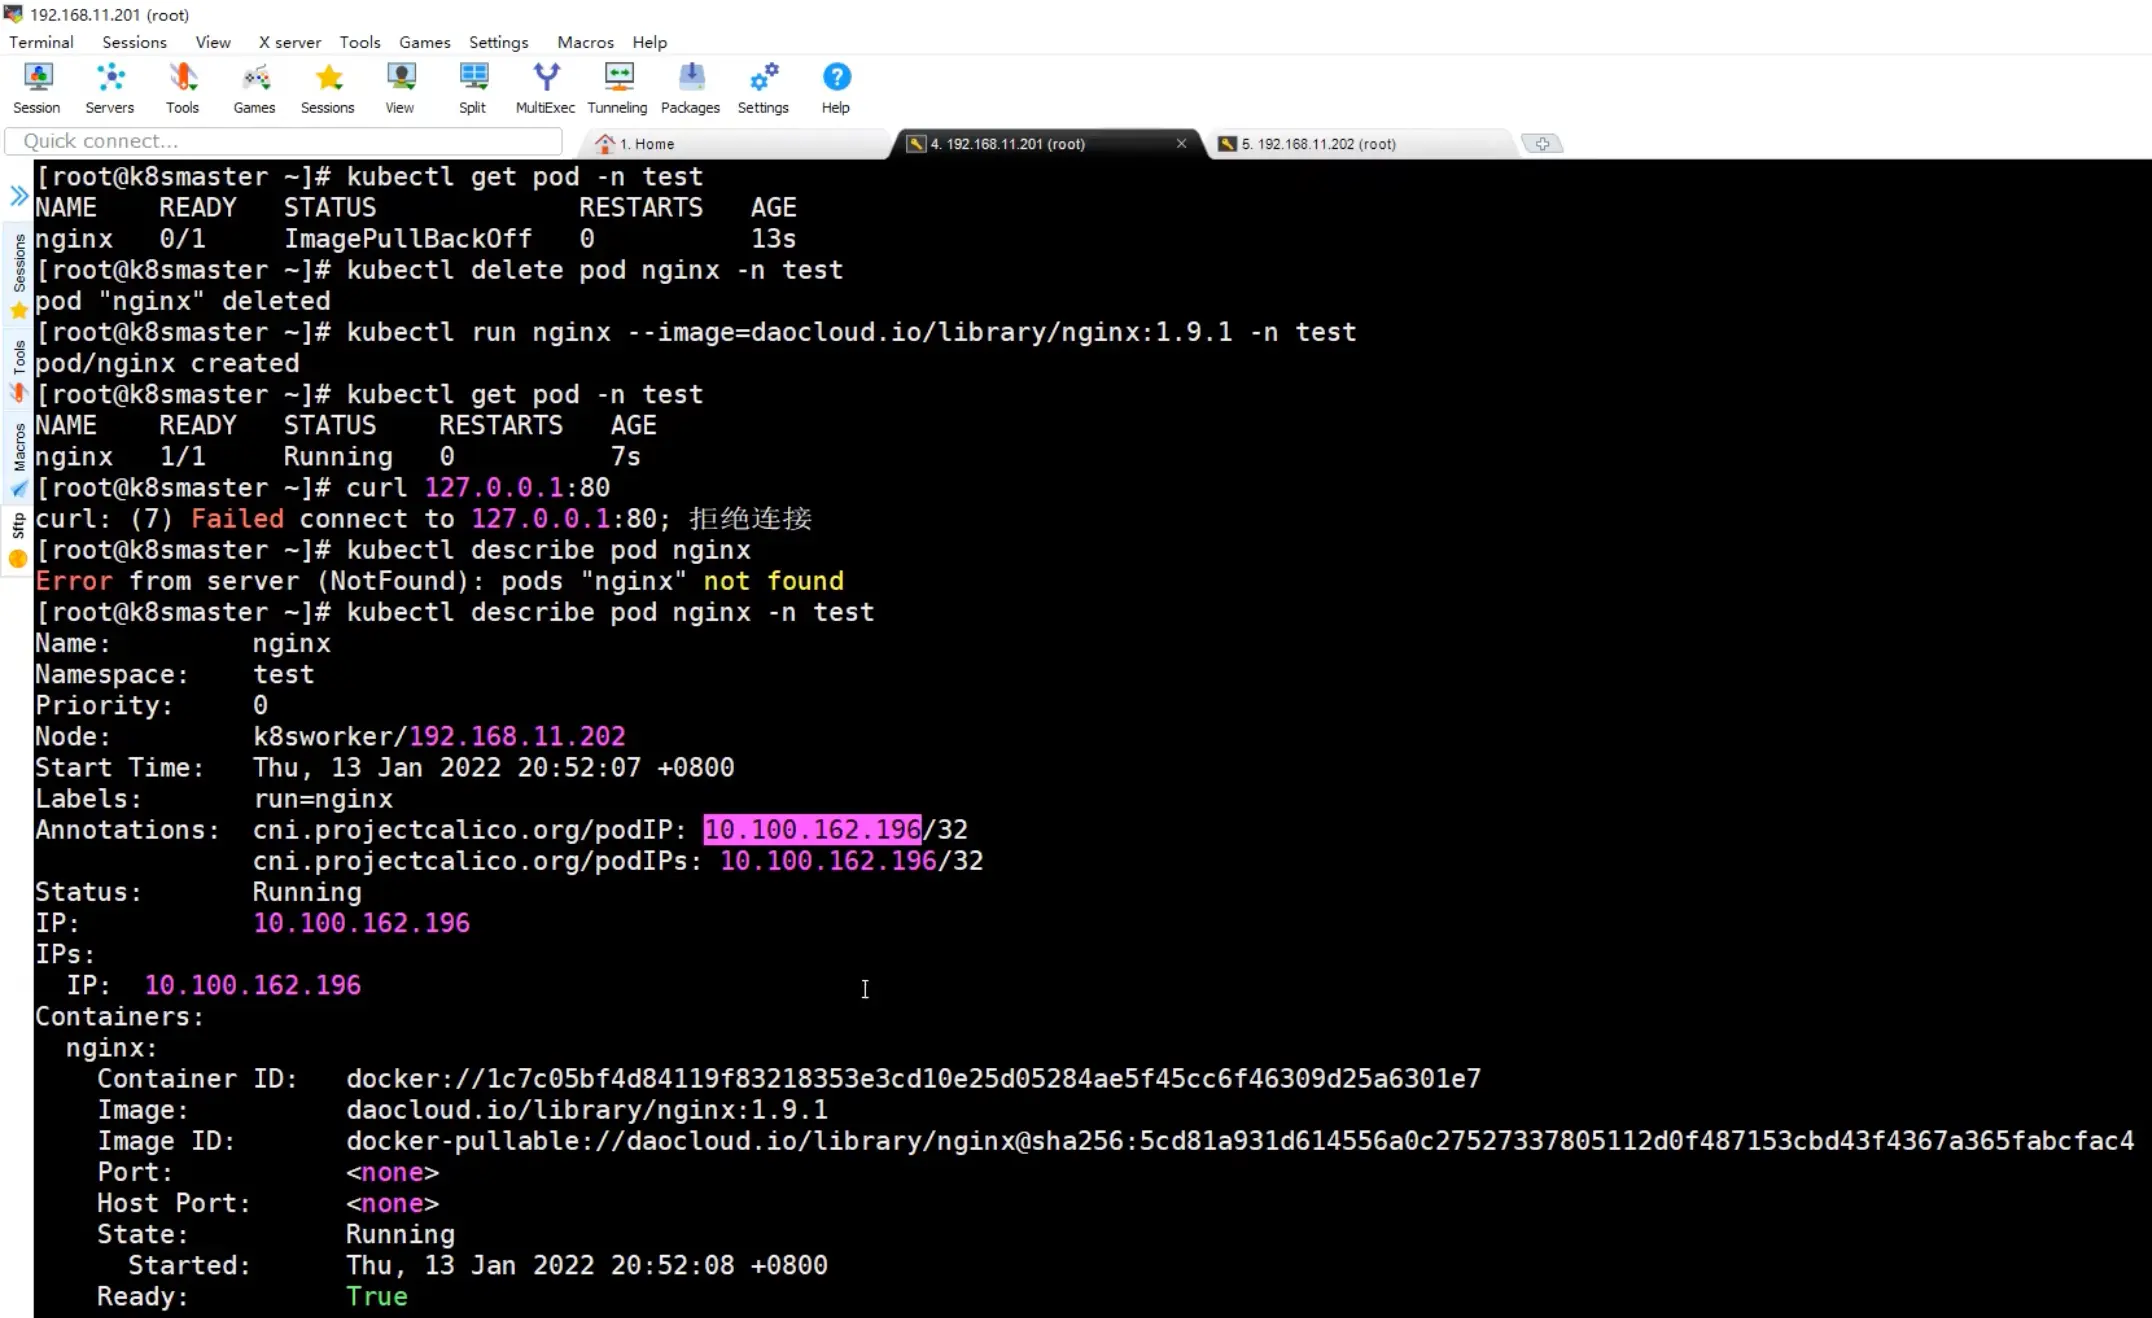 192.168.11.201 (root)
Terminal Sessions View X server Tools Games Settings Macros Help
Session Servers Tools Games Sessions View Split MultiExec Tunneling Packages Settings Help
Quick connect...
1. Home
4. 192.168.11.201 (root)
5. 192.168.11.202 (root)
Sessions
Tools
Macros
Sftp
[root@k8smaster ~]# kubectl get pod -n test
NAME READY STATUS RESTARTS AGE
nginx 0/1 ImagePullBackOff 0 13s
[root@k8smaster ~]# kubectl delete pod nginx -n test
pod "nginx" deleted
[root@k8smaster ~]# kubectl run nginx --image=daocloud.io/library/nginx:1.9.1 -n test
pod/nginx created
[root@k8smaster ~]# kubectl get pod -n test
NAME READY STATUS RESTARTS AGE
nginx 1/1 Running 0 7s
[root@k8smaster ~]# curl 127.0.0.1:80
curl: (7) Failed connect to 127.0.0.1:80; 拒绝连接
[root@k8smaster ~]# kubectl describe pod nginx
Error from server (NotFound): pods "nginx" not found
[root@k8smaster ~]# kubectl describe pod nginx -n test
Name: nginx
Namespace: test
Priority: 0
Node: k8sworker/192.168.11.202
Start Time: Thu, 13 Jan 2022 20:52:07 +0800
Labels: run=nginx
Annotations: cni.projectcalico.org/podIP: 10.100.162.196/32
cni.projectcalico.org/podIPs: 10.100.162.196/32
Status: Running
IP: 10.100.162.196
IPs:
IP: 10.100.162.196
Containers:
nginx:
Container ID: docker://1c7c05bf4d84119f83218353e3cd10e25d05284ae5f45cc6f46309d25a6301e7
Image: daocloud.io/library/nginx:1.9.1
Image ID: docker-pullable://daocloud.io/library/nginx@sha256:5cd81a931d614556a0c27527337805112d0f487153cbd43f4367a365fabcfac4
Port: <none>
Host Port: <none>
State: Running
Started: Thu, 13 Jan 2022 20:52:08 +0800
Ready: True